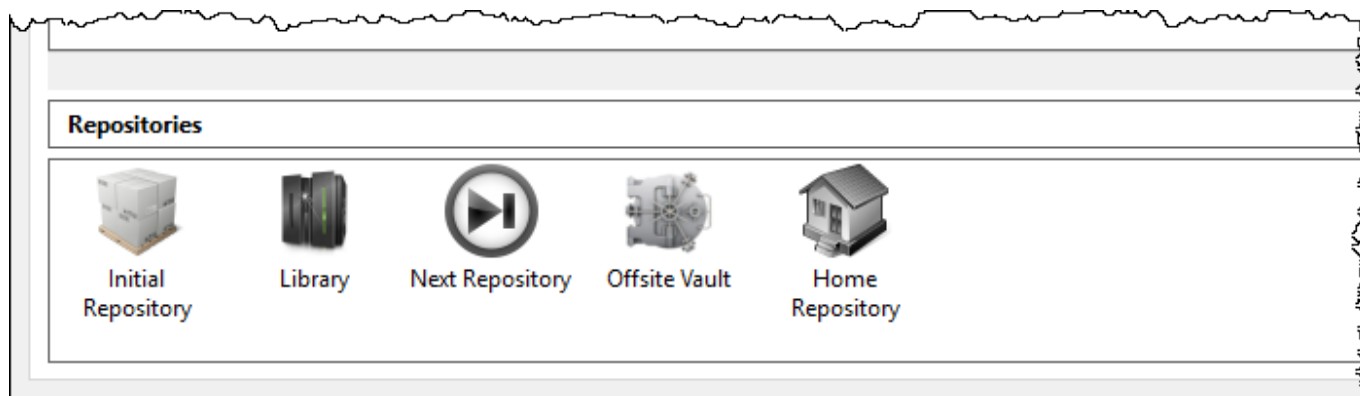 Repositories
Initial
Repository
Library
Next Repository
Offsite Vault
Home
Repository